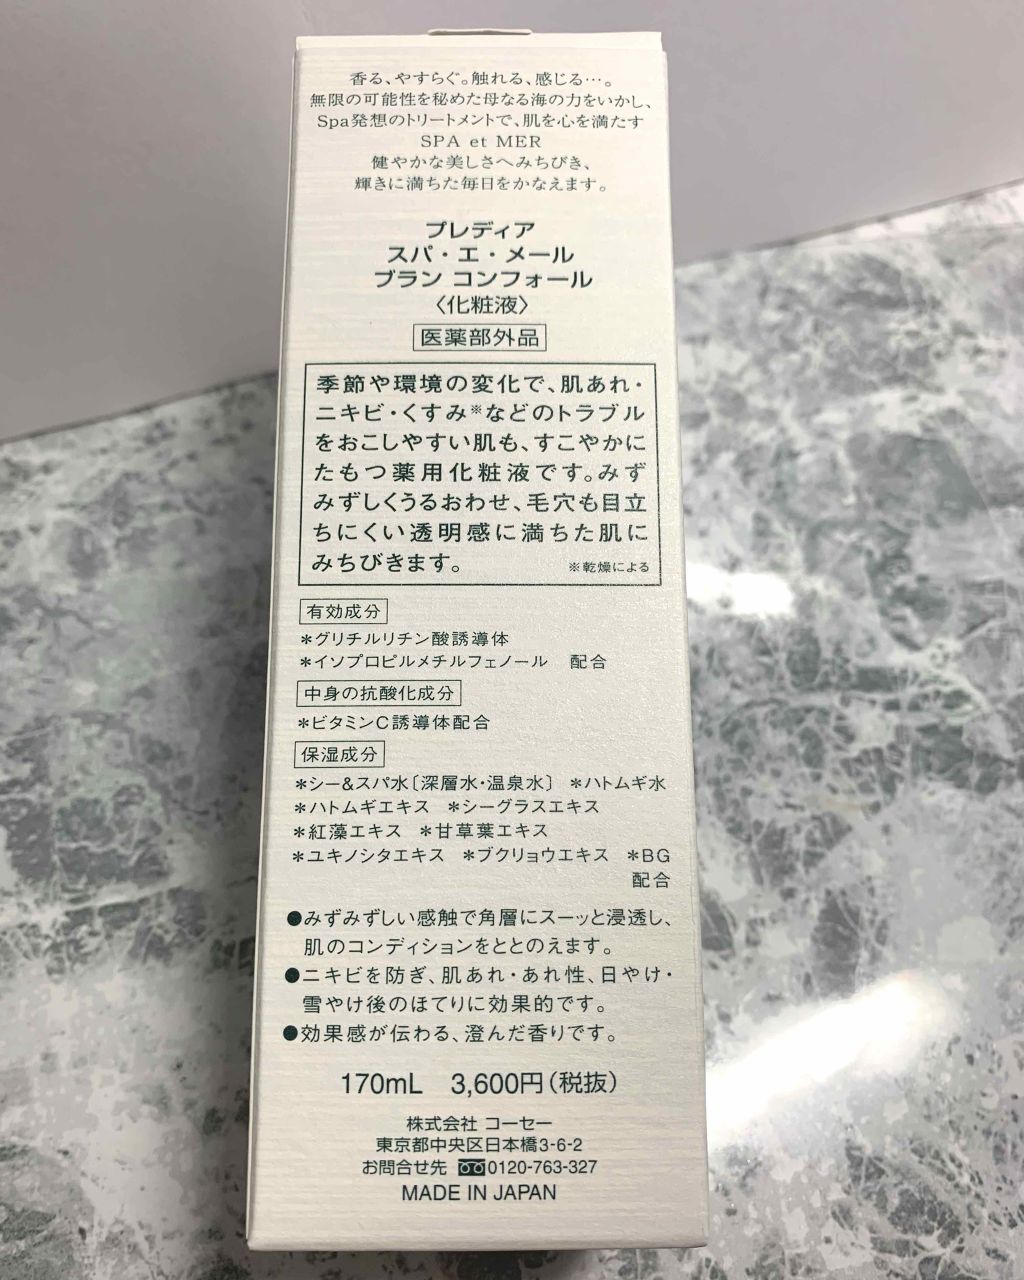 香る、やすらぐ。触れる、感じる…。
無限の可能性を秘めた母なる海の力をいかし、
Spa発想のトリートメントで、肌を心を満たす
SPA et MER
健やかな美しさへみちびき、
輝きに満ちた毎日をかなえます。
プレディア
スパ・エ・メール
ブラン コンフォール
〈化粧液〉
医薬部外品
季節や環境の変化で、肌あれ・
ニキビ・くすみ※などのトラブル
をおこしやすい肌も、すこやかに
たもつ薬用化粧液です。みず
みずしくうるおわせ、毛穴も目立
ちにくい透明感に満ちた肌に
みちびきます。 ※乾燥による
有効成分
＊グリチルリチン酸誘導体
＊イソプロピルメチルフェノール 配合
中身の抗酸化成分
＊ビタミンC誘導体配合
保湿成分
＊シー&スパ水〔深層水・温泉水〕 ＊ハトムギ水
＊ハトムギエキス ＊シーグラスエキス
＊紅藻エキス ＊甘草葉エキス
＊ユキノシタエキス ＊ブクリョウエキス ＊BG
配合
●みずみずしい感触で角層にスーッと浸透し、
肌のコンディションをととのえます。
●ニキビを防ぎ、肌あれ・あれ性、日やけ・
雪やけ後のほてりに効果的です。
●効果感が伝わる、澄んだ香りです。
170mL 3,600円（税抜）
株式会社 コーセー
東京都中央区日本橋3-6-2
お問合せ先 0120-763-327
MADE IN JAPAN